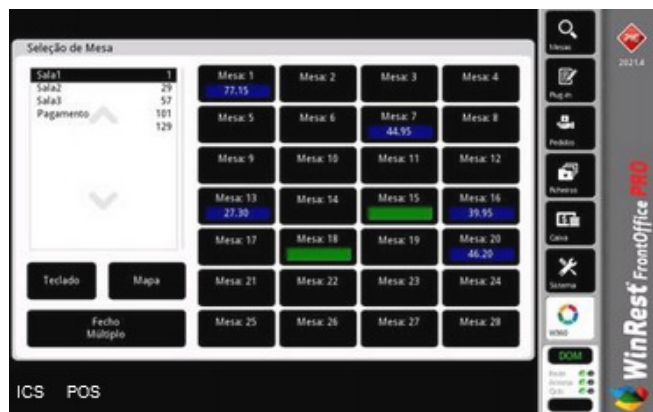 Seleção de Mesa
Sala1 1
Sala2 29
Sala3 57
Pagamento 101
129
Teclado
Mapa
Fecho
Múltiplo
Mesa: 1
77.15
Mesa: 2
Mesa: 3
Mesa: 4
Mesa: 5
Mesa: 6
Mesa: 7
44.95
Mesa: 8
Mesa: 9
Mesa: 10
Mesa: 11
Mesa: 12
Mesa: 13
27.30
Mesa: 14
Mesa: 15
Mesa: 16
39.95
Mesa: 17
Mesa: 18
Mesa: 19
Mesa: 20
46.20
Mesa: 21
Mesa: 22
Mesa: 23
Mesa: 24
Mesa: 25
Mesa: 26
Mesa: 27
Mesa: 28
Mesas
Plug-in
Pedidos
Ficheiros
Caixa
Sistema
W360
DOM
Rede
2021.4
WinRest FrontOffice PRO
ICS POS